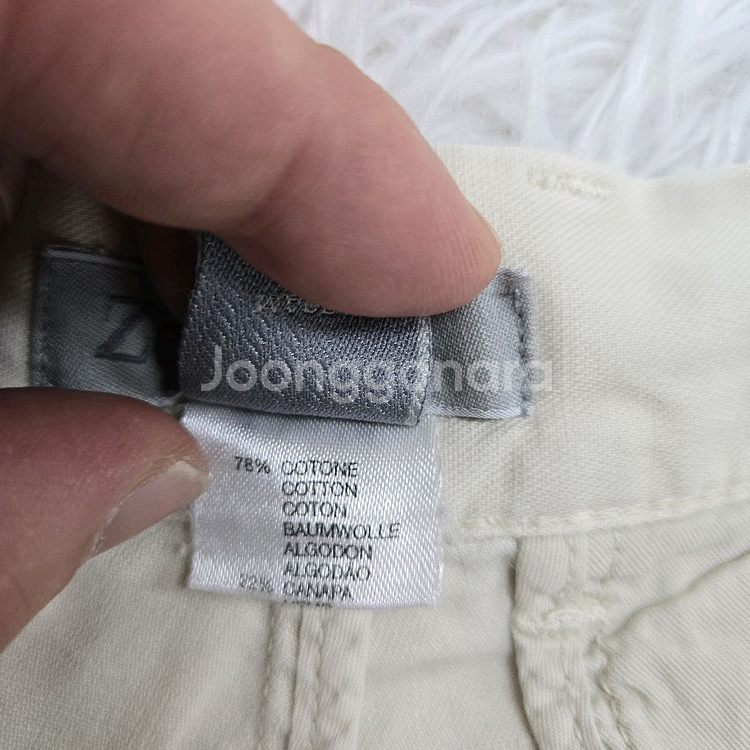 Z
Joonggonara
78% COTONE
COTTON
COTON
BAUMWOLLE
ALGODON
ALGODÃO
22% CANAPA